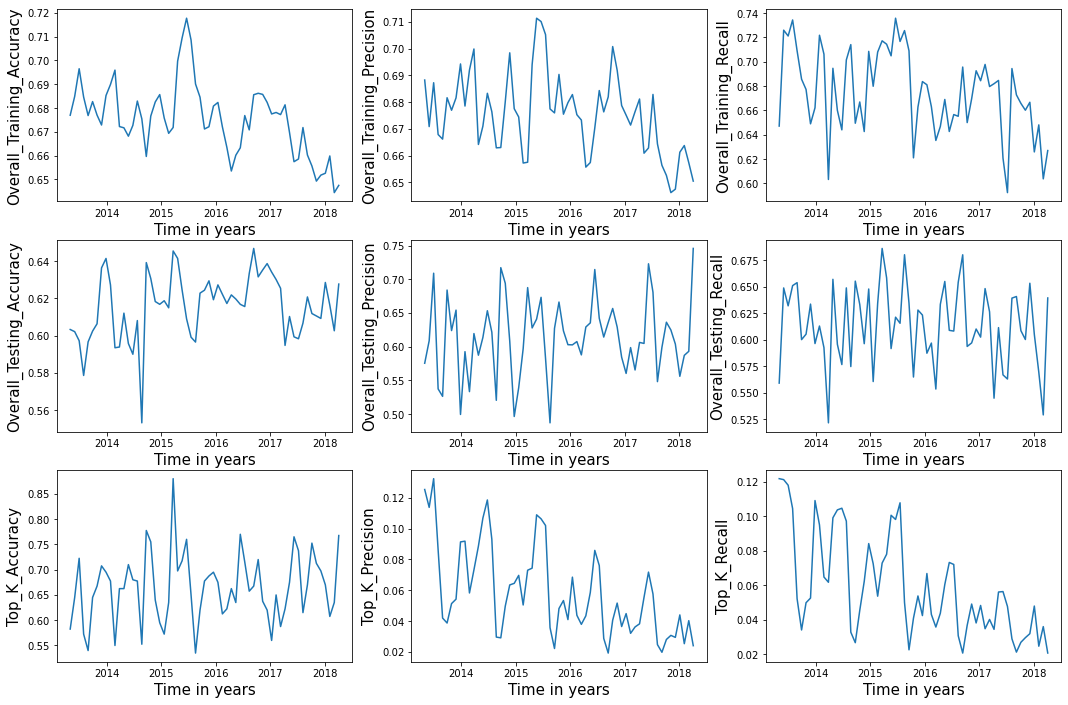 Overall_Training_Accuracy
0.72
0.71
0.70
0.69
0.68
0.67
0.66
0.65
2014 2015 2016 2017 2018
Time in years
Overall_Training_Precision
0.71
0.70
0.69
0.68
0.67
0.66
0.65
2014 2015 2016 2017 2018
Time in years
Overall_Training_Recall
0.74
0.72
0.70
0.68
0.66
0.64
0.62
0.60
2014 2015 2016 2017 2018
Time in years
Overall_Testing_Accuracy
0.64
0.62
0.60
0.58
0.56
2014 2015 2016 2017 2018
Time in years
Overall_Testing_Precision
0.75
0.70
0.65
0.60
0.55
0.50
2014 2015 2016 2017 2018
Time in years
Overall_Testing_Recall
0.675
0.650
0.625
0.600
0.575
0.550
0.525
2014 2015 2016 2017 2018
Time in years
Top_K_Accuracy
0.85
0.80
0.75
0.70
0.65
0.60
0.55
2014 2015 2016 2017 2018
Time in years
Top_K_Precision
0.12
0.10
0.08
0.06
0.04
0.02
2014 2015 2016 2017 2018
Time in years
Top_K_Recall
0.12
0.10
0.08
0.06
0.04
0.02
2014 2015 2016 2017 2018
Time in years